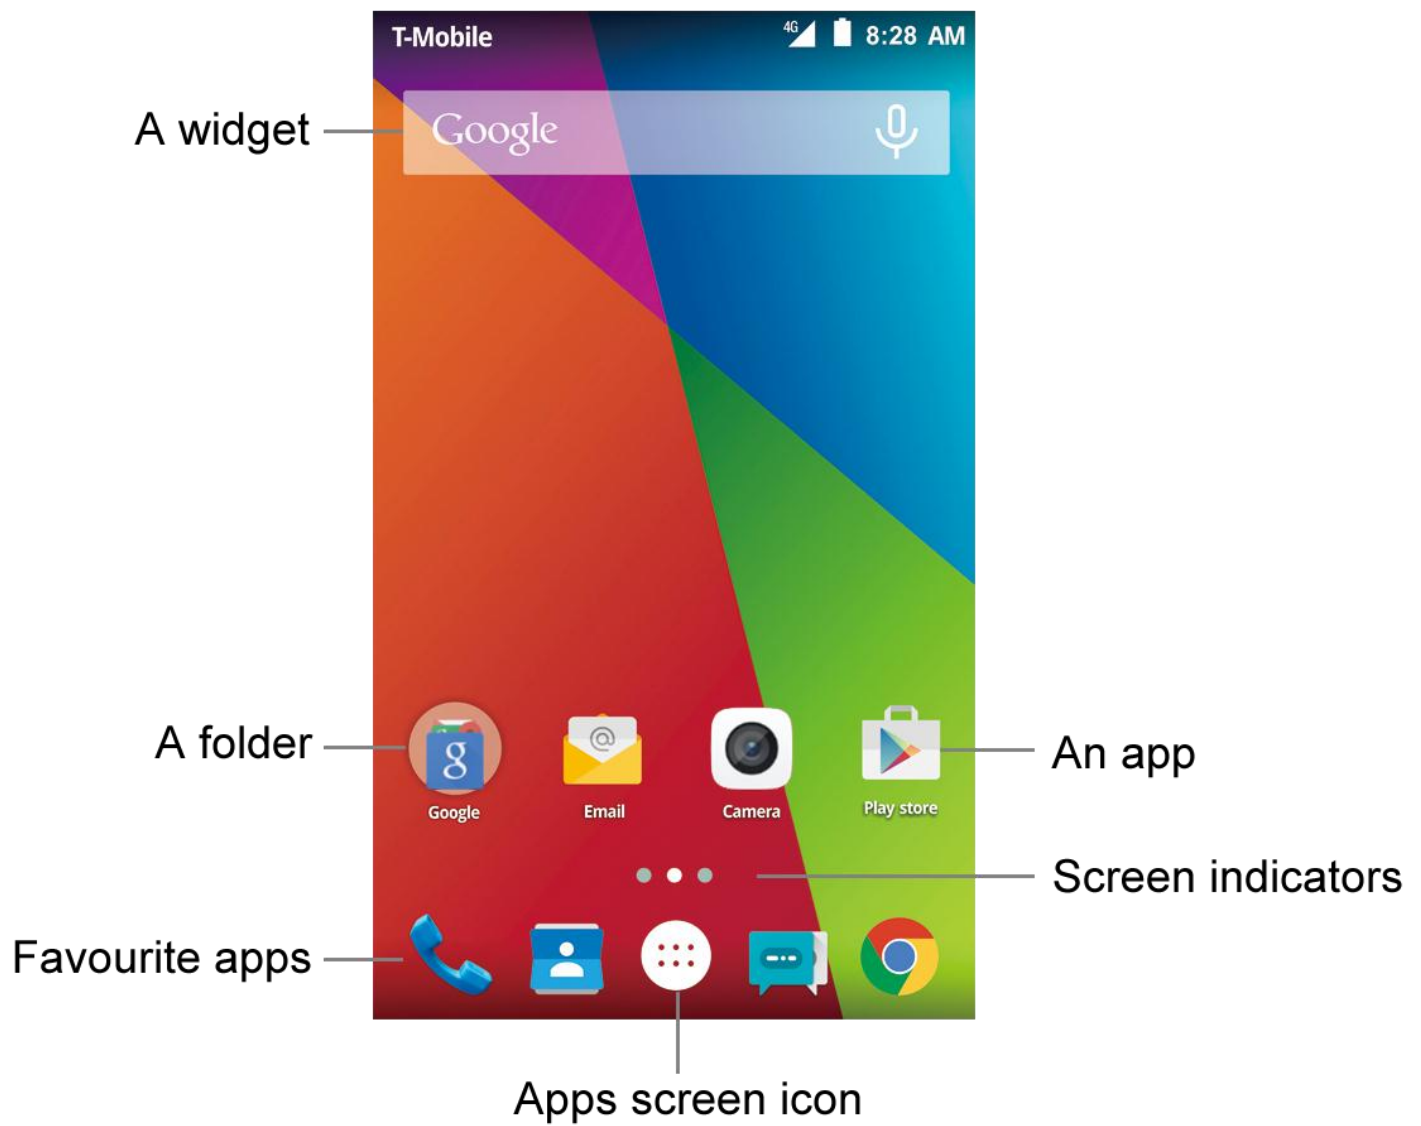 T-Mobile 4G 8:28 AM
A widget
Google
A folder
An app
Google Email Camera Play store
Screen indicators
Favourite apps
Apps screen icon